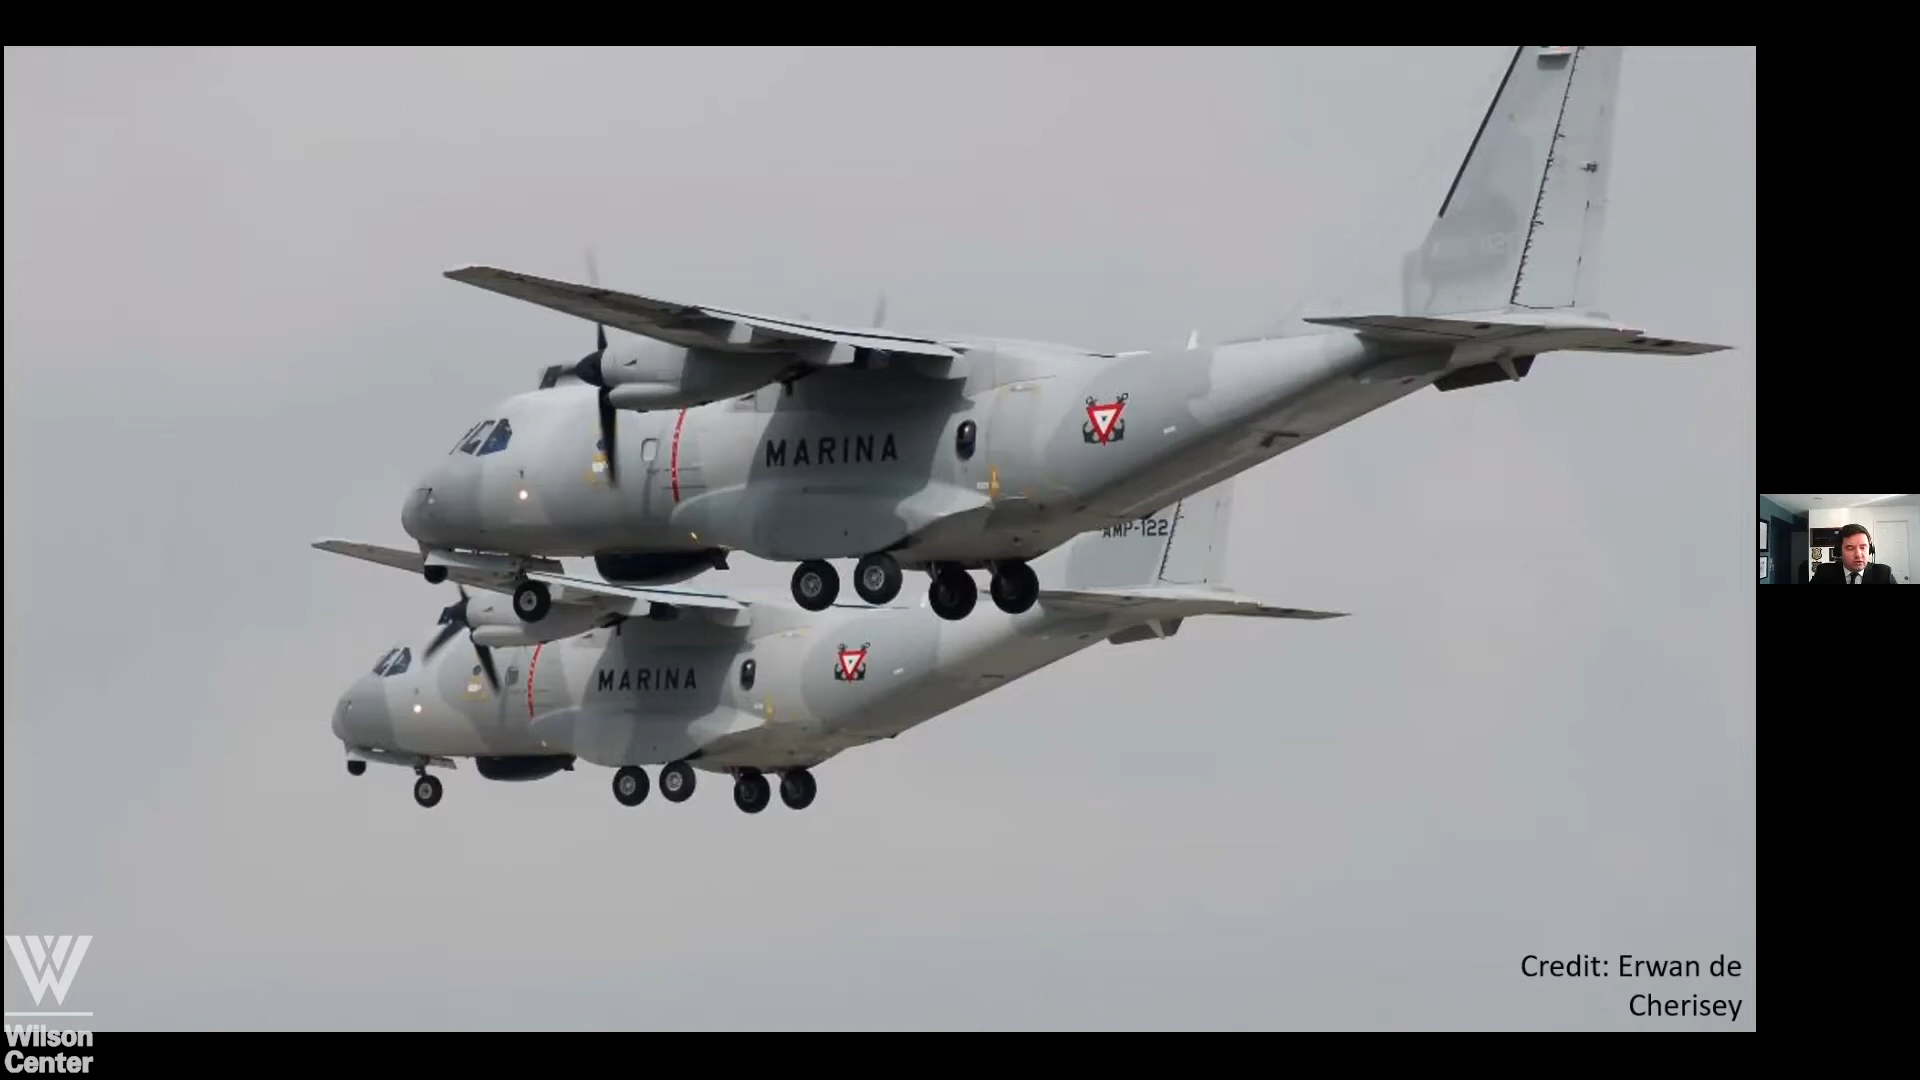 MARINA
AMP-122
MARINA
Credit: Erwan de
Cherisey
Wilson
Center